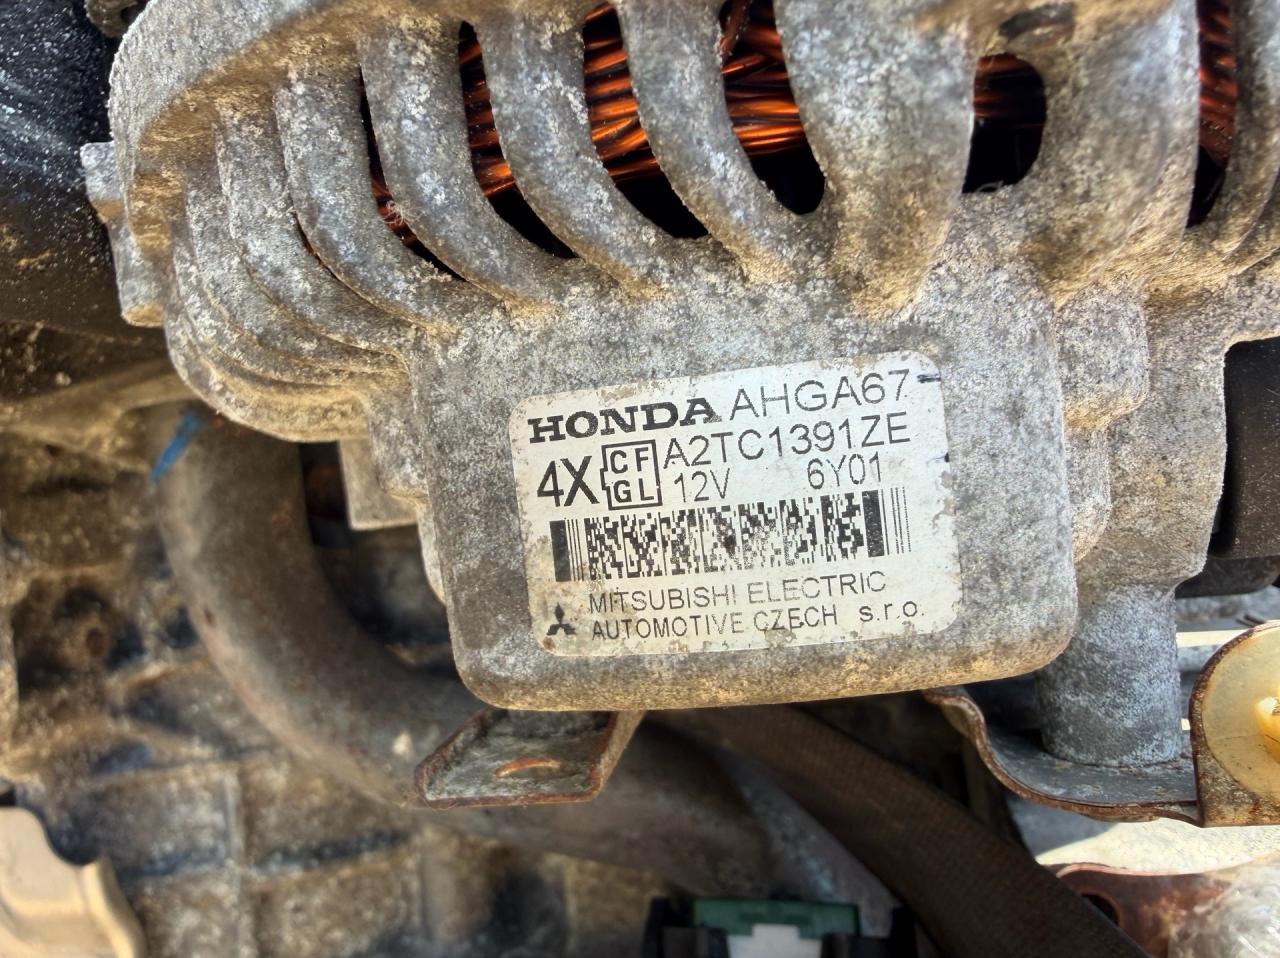 HONDA AHGA67
4X CF GL A2TC1391ZE
12V 6Y01
MITSUBISHI ELECTRIC
AUTOMOTIVE CZECH s.r.o.